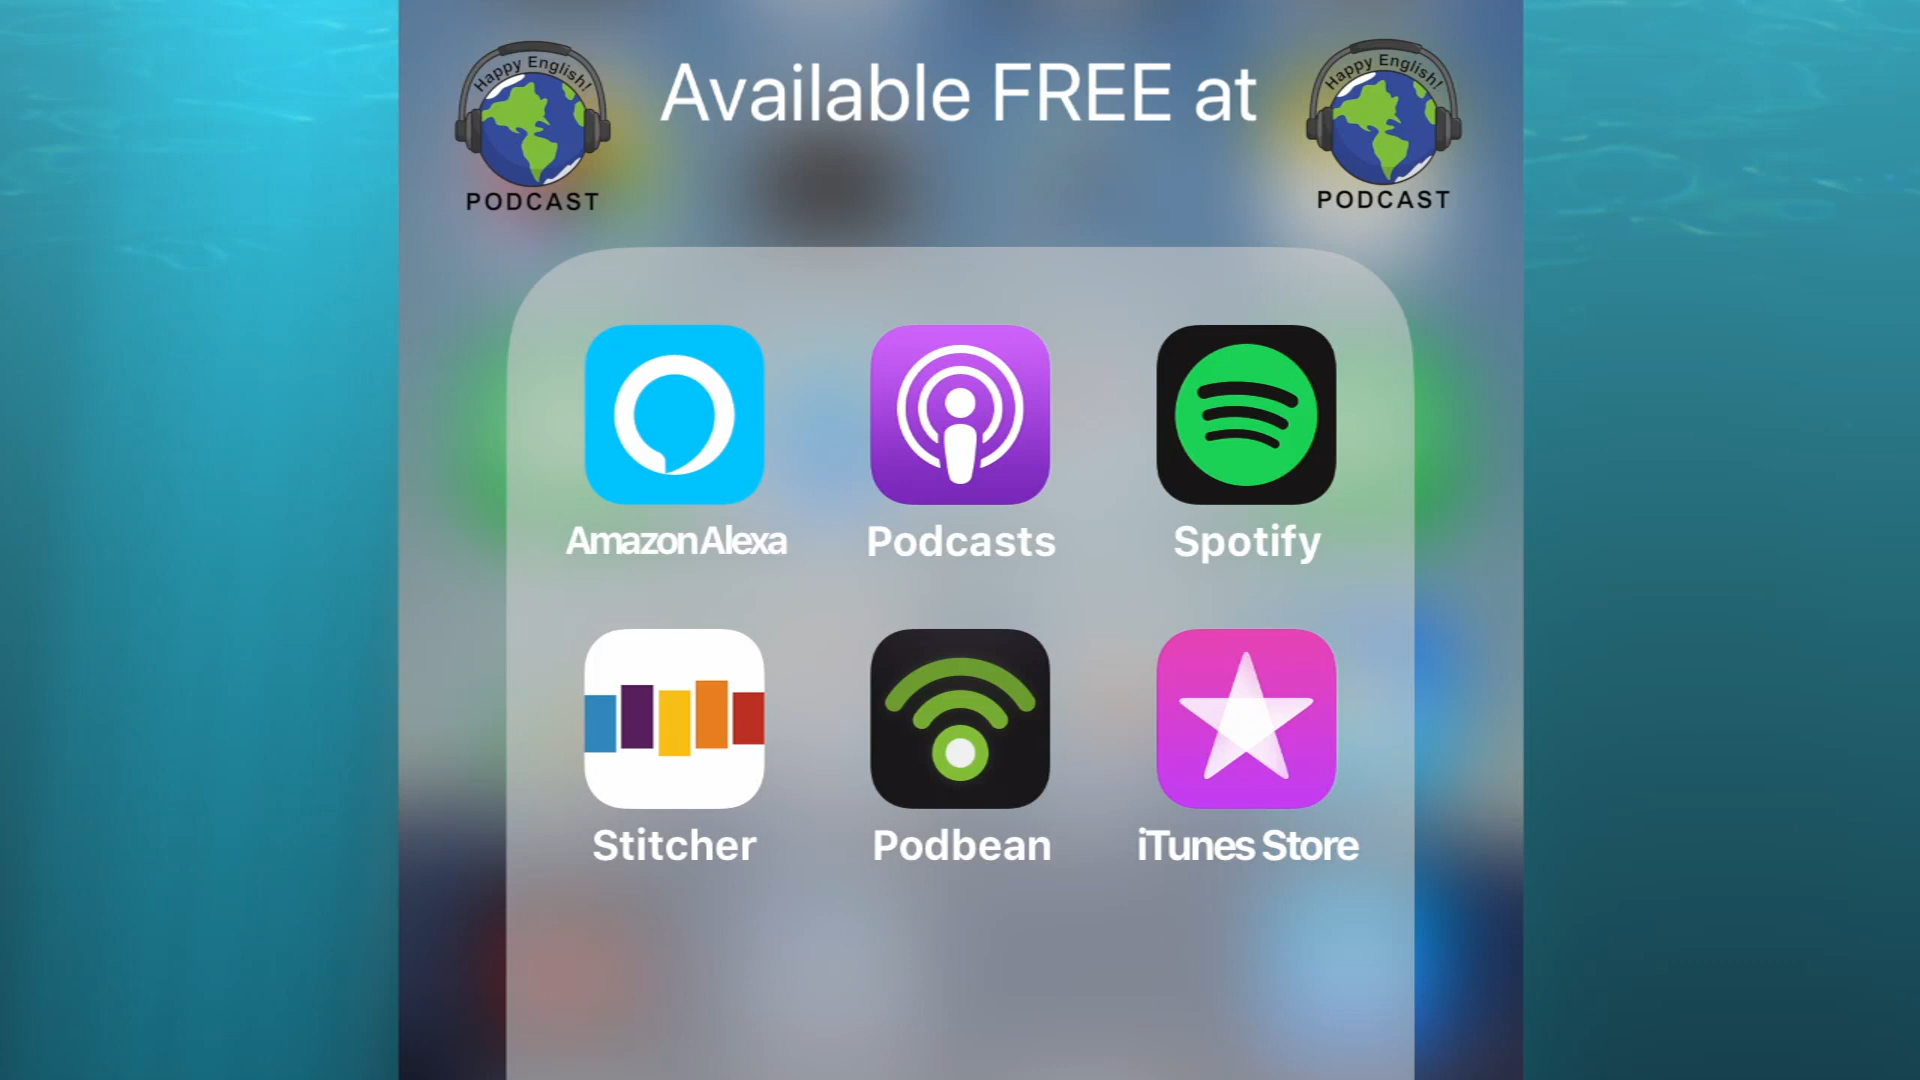 Happy English!
PODCAST
Available FREE at
Happy English!
PODCAST
Amazon Alexa
Podcasts
Spotify
Stitcher
Podbean
iTunes Store